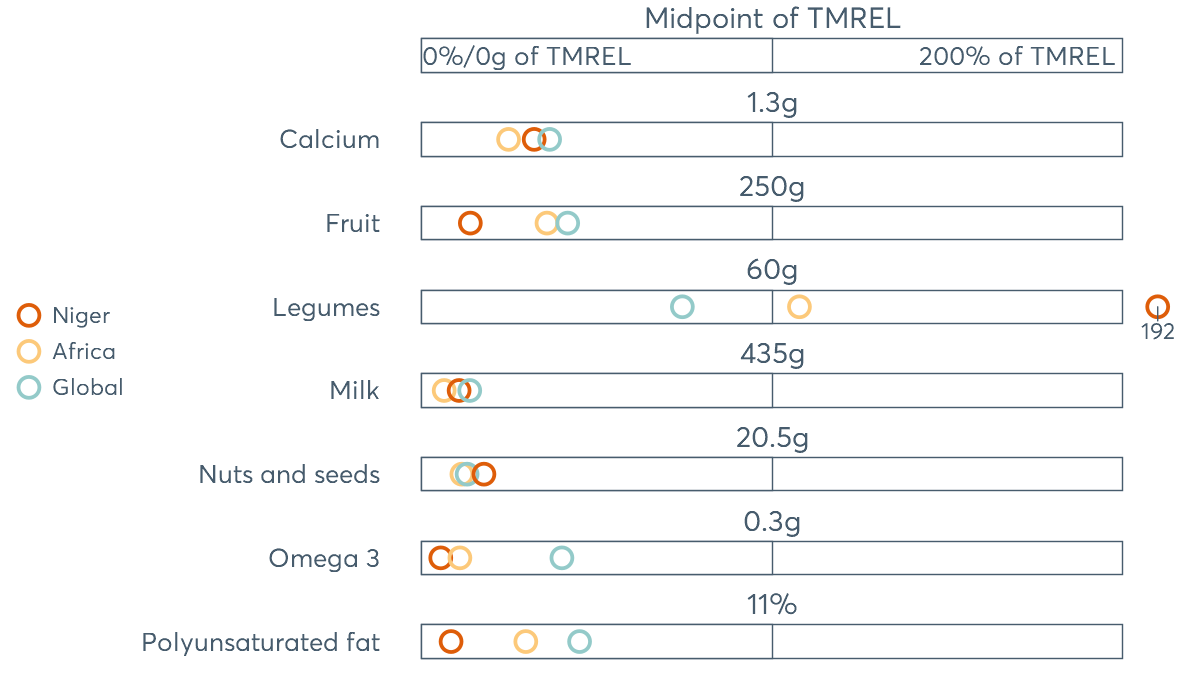 Midpoint of TMREL
0%/0g of TMREL 200% of TMREL
1.3g
Calcium
250g
Fruit
60g
Legumes
192
435g
Milk
20.5g
Nuts and seeds
0.3g
Omega 3
11%
Polyunsaturated fat
Niger
Africa
Global